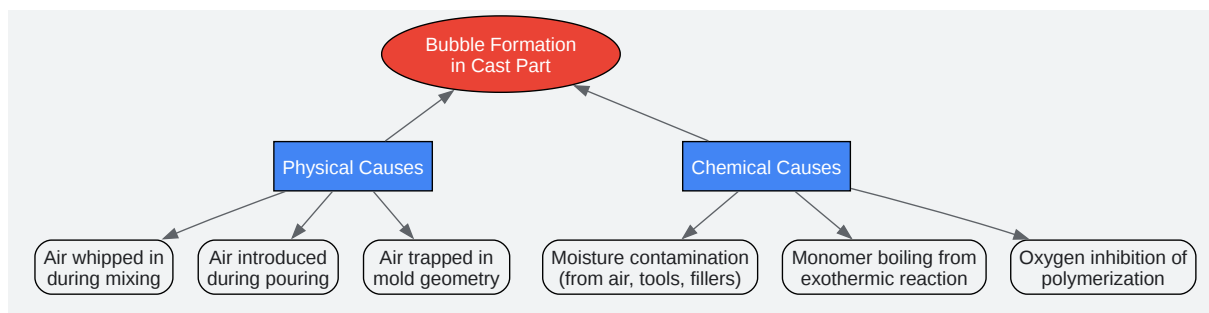 Bubble Formation
in Cast Part
Physical Causes
Chemical Causes
Air whipped in
during mixing
Air introduced
during pouring
Air trapped in
mold geometry
Moisture contamination
(from air, tools, fillers)
Monomer boiling from
exothermic reaction
Oxygen inhibition of
polymerization